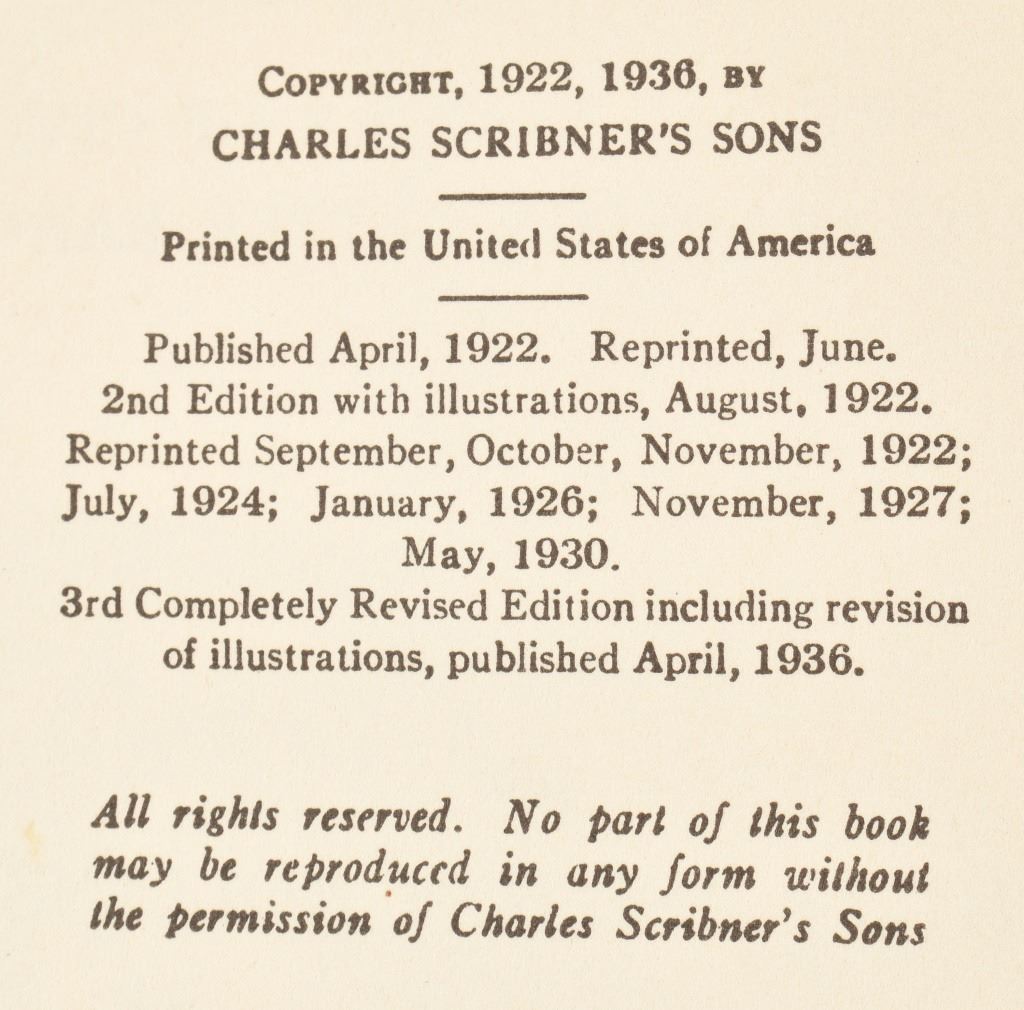 COPYRIGHT, 1922, 1936, BY
CHARLES SCRIBNER'S SONS
Printed in the United States of America
Published April, 1922. Reprinted, June.
2nd Edition with illustrations, August, 1922.
Reprinted September, October, November, 1922;
July, 1924; January, 1926; November, 1927;
May, 1930.
3rd Completely Revised Edition including revision
of illustrations, published April, 1936.
All rights reserved. No part of this book
may be reproduced in any form without
the permission of Charles Scribner's Sons